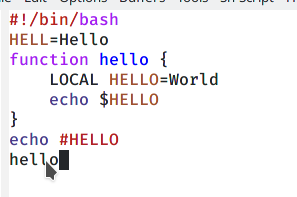 #!/bin/bash
HELL=Hello
function hello {
LOCAL HELLO=World
echo $HELLO
}
echo #HELLO
hello